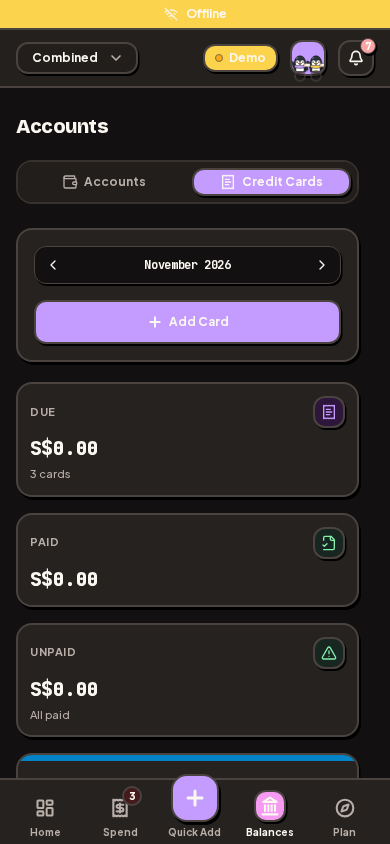 Offline
Combined
Demo
7
Accounts
Accounts
Credit Cards
November 2026
Add Card
DUE
S$0.00
3 cards
PAID
S$0.00
UNPAID
S$0.00
All paid
3
Home
Spend
Quick Add
Balances
Plan